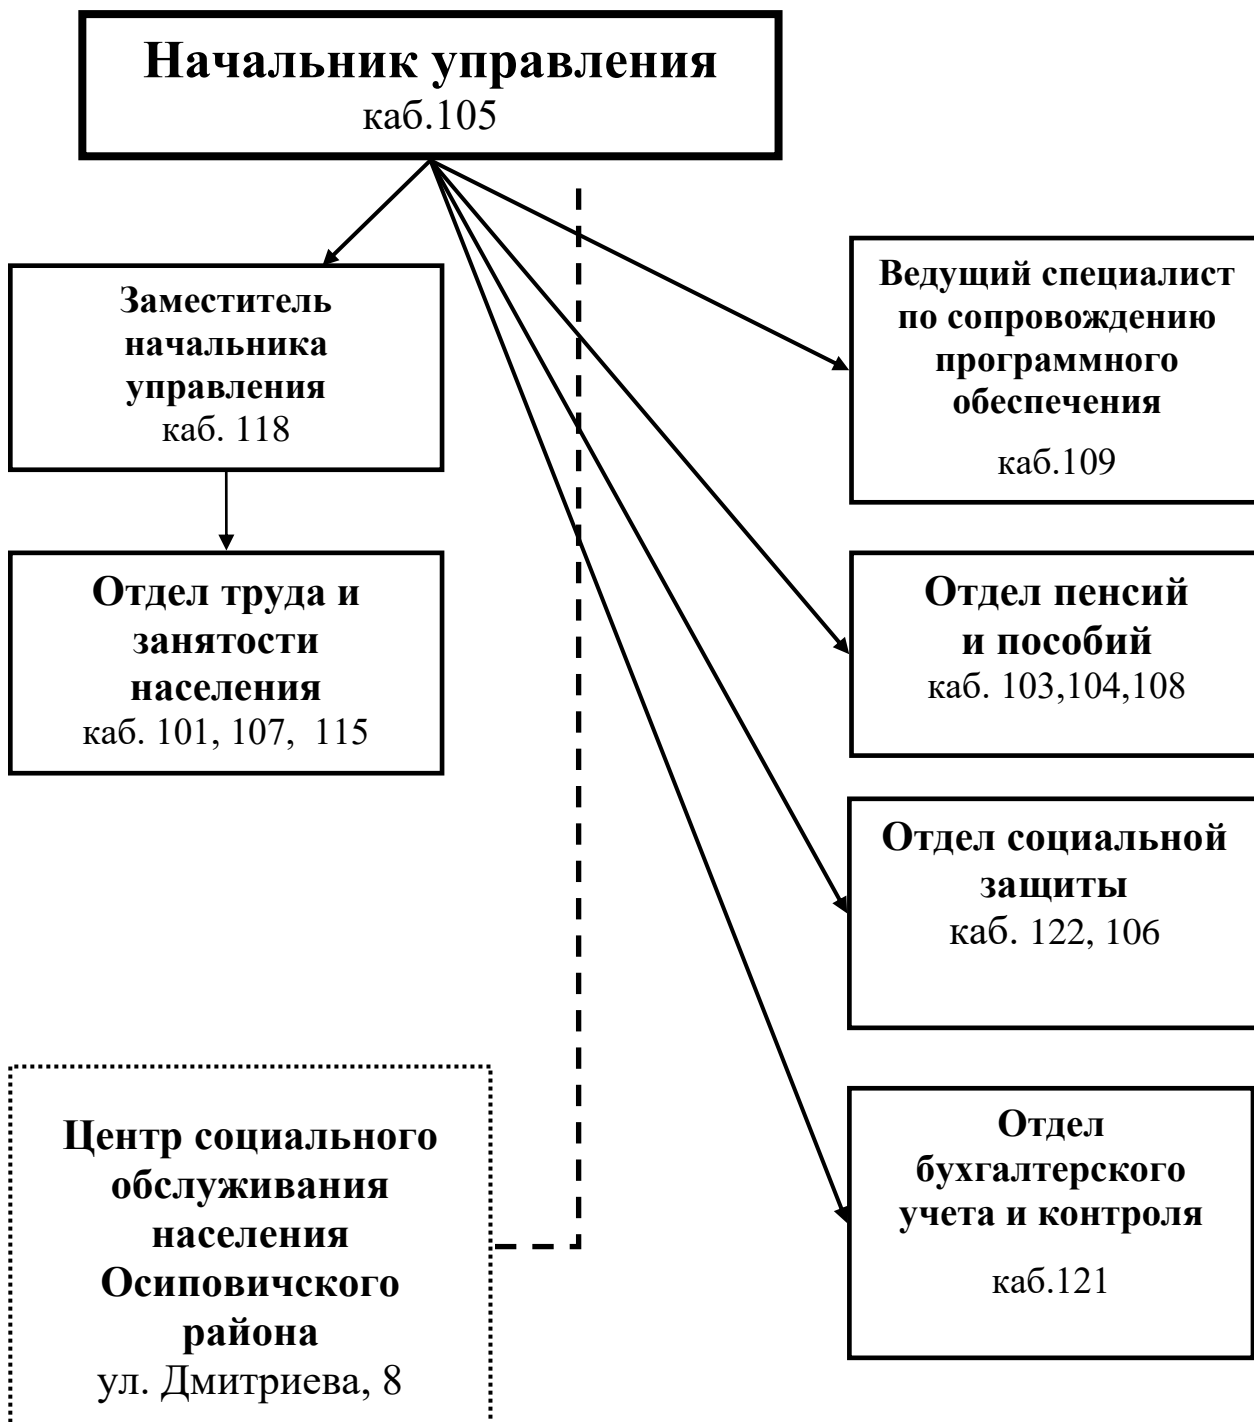 Начальник управления
каб.105
Заместитель
начальника
управления
каб. 118
Ведущий специалист
по сопровождению
программного
обеспечения
каб.109
Отдел труда и
занятости
населения
каб. 101, 107, 115
Отдел пенсий
и пособий
каб. 103,104,108
Отдел социальной
защиты
каб. 122, 106
Центр социального
обслуживания
населения
Осиповичского
района
ул. Дмитриева, 8
Отдел
бухгалтерского
учета и контроля
каб.121